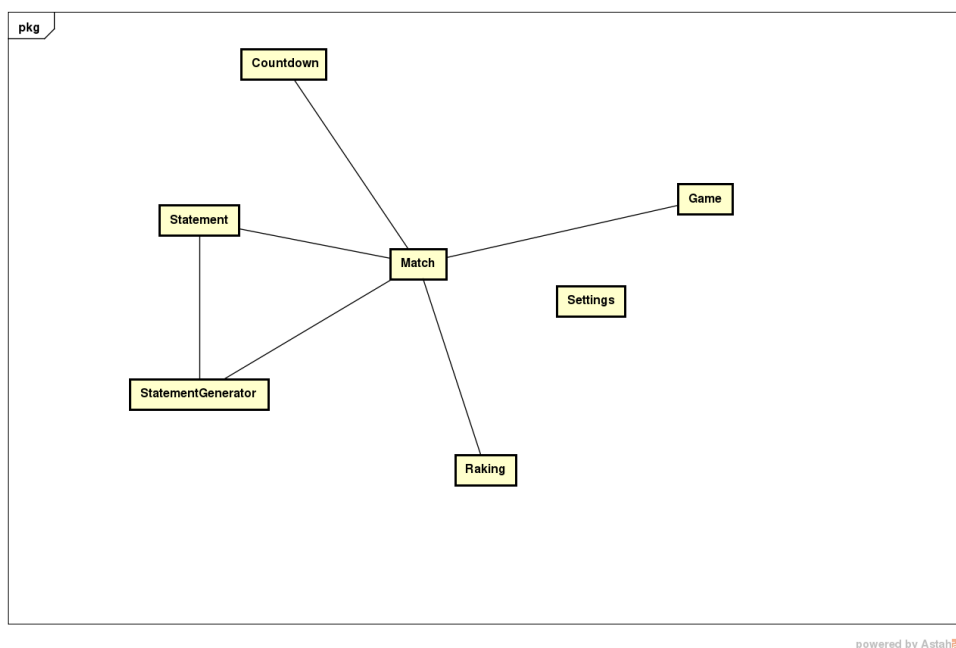 pkg
Countdown
Game
Statement
Match
Settings
StatementGenerator
Raking
powered by Astah